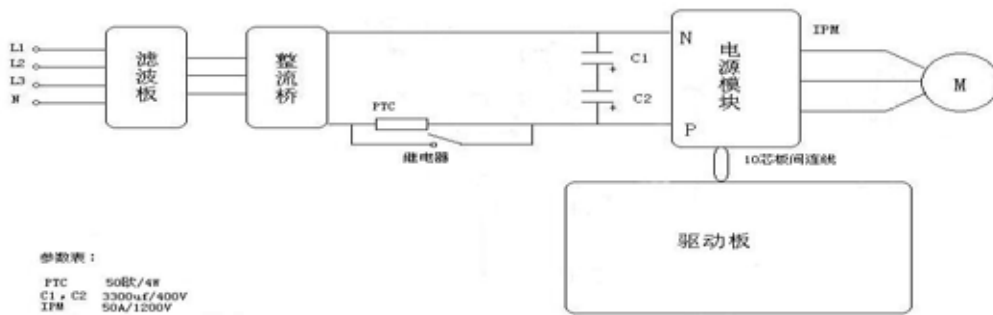 L1
L2
L3
N
滤波板
整流桥
PTC
继电器
C1
C2
N
P
电源模块
IPM
M
10芯板间连线
驱动板
参数表：
PTC 50欧/4W
C1，C2 3300uf/400V
IPM 50A/1200V